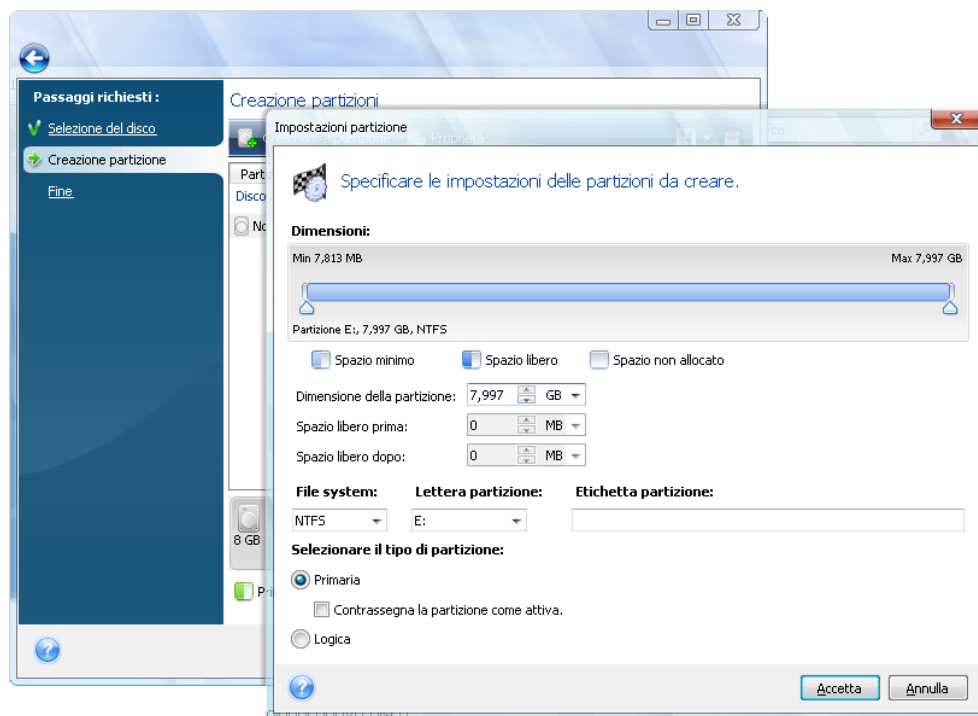 Passaggi richiesti :
Selezione del disco
Creazione partizione
Fine
Creazione partizioni
Proprietà
rca
Part
Disco
No
8 GB
Pri
Impostazioni partizione
Specificare le impostazioni delle partizioni da creare.
Dimensioni:
Min 7,813 MB Max 7,997 GB
Partizione E:, 7,997 GB, NTFS
Spazio minimo Spazio libero Spazio non allocato
Dimensione della partizione: 7,997 GB
Spazio libero prima: 0 MB
Spazio libero dopo: 0 MB
File system: Lettera partizione: Etichetta partizione:
NTFS E:
Selezionare il tipo di partizione:
Primaria
Contrassegna la partizione come attiva.
Logica
Accetta Annulla